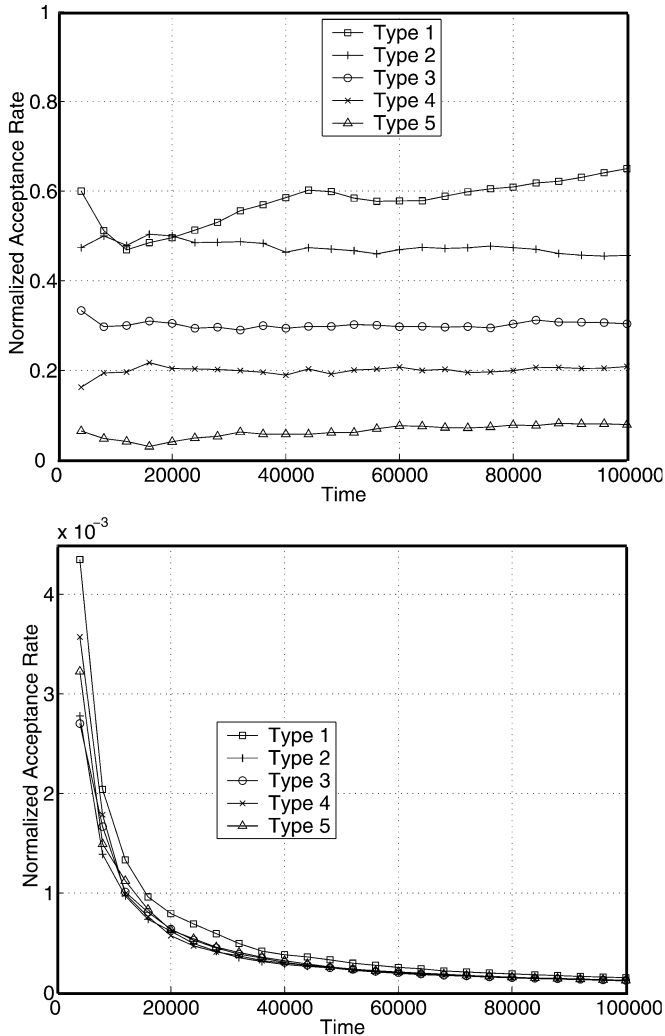 1
0.8
0.6
0.4
0.2
0
Normalized Acceptance Rate
Type 1
Type 2
Type 3
Type 4
Type 5
0 20000 40000 60000 80000 100000
Time
x 10⁻³
4
3
2
1
0
Normalized Acceptance Rate
Type 1
Type 2
Type 3
Type 4
Type 5
0 20000 40000 60000 80000 100000
Time